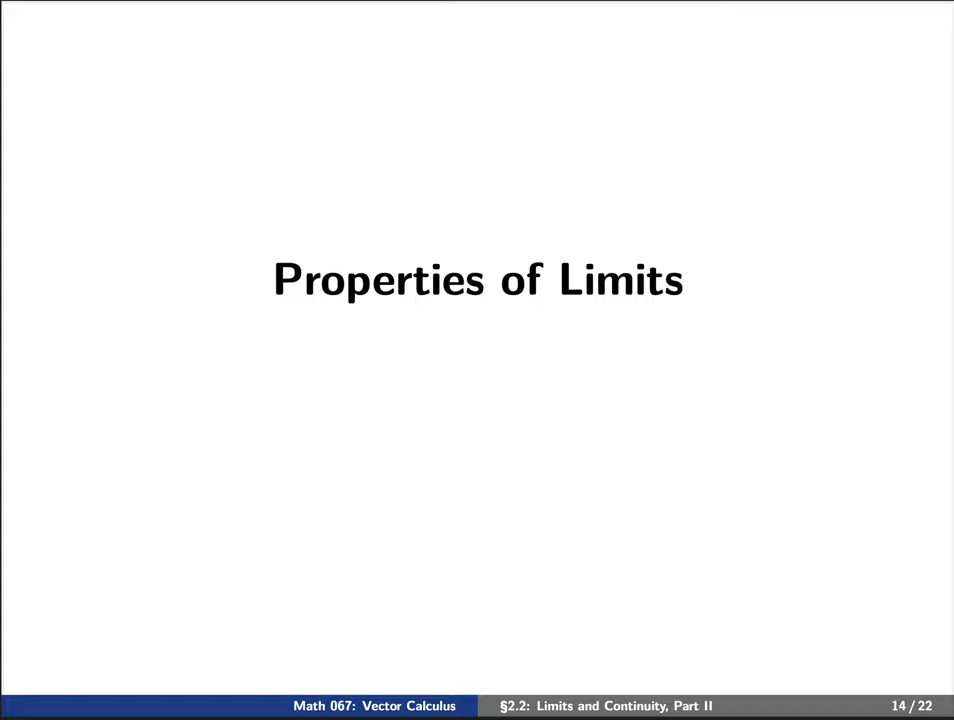 Properties of Limits
Math 067: Vector Calculus
§2.2: Limits and Continuity, Part II
14 / 22